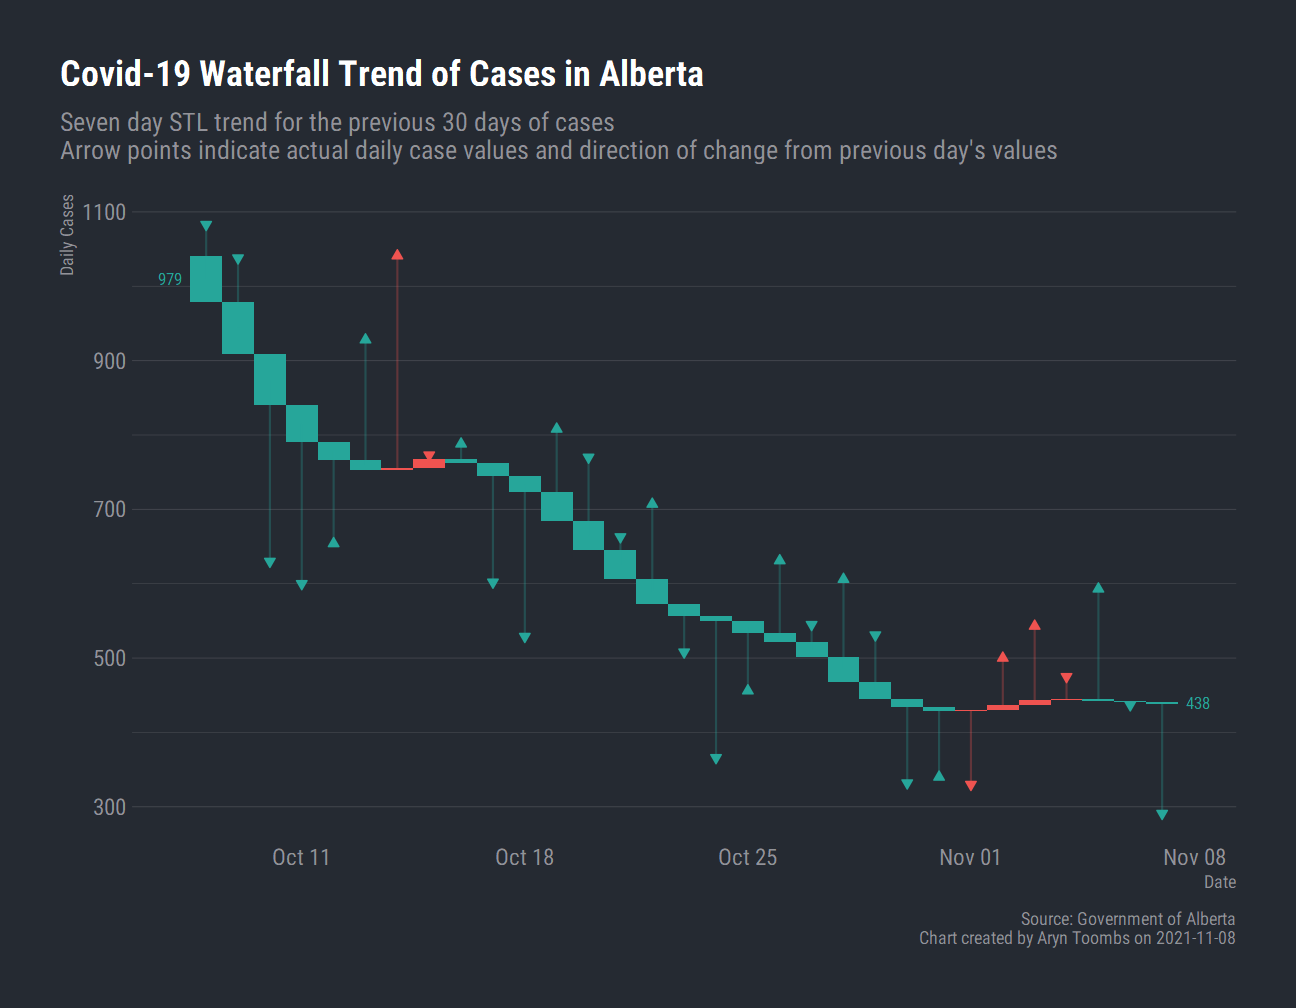 Covid-19 Waterfall Trend of Cases in Alberta
Seven day STL trend for the previous 30 days of cases
Arrow points indicate actual daily case values and direction of change from previous day's values
Daily Cases
1100
979
900
700
500
438
300
Oct 11
Oct 18
Oct 25
Nov 01
Nov 08
Date
Source: Government of Alberta
Chart created by Aryn Toombs on 2021-11-08